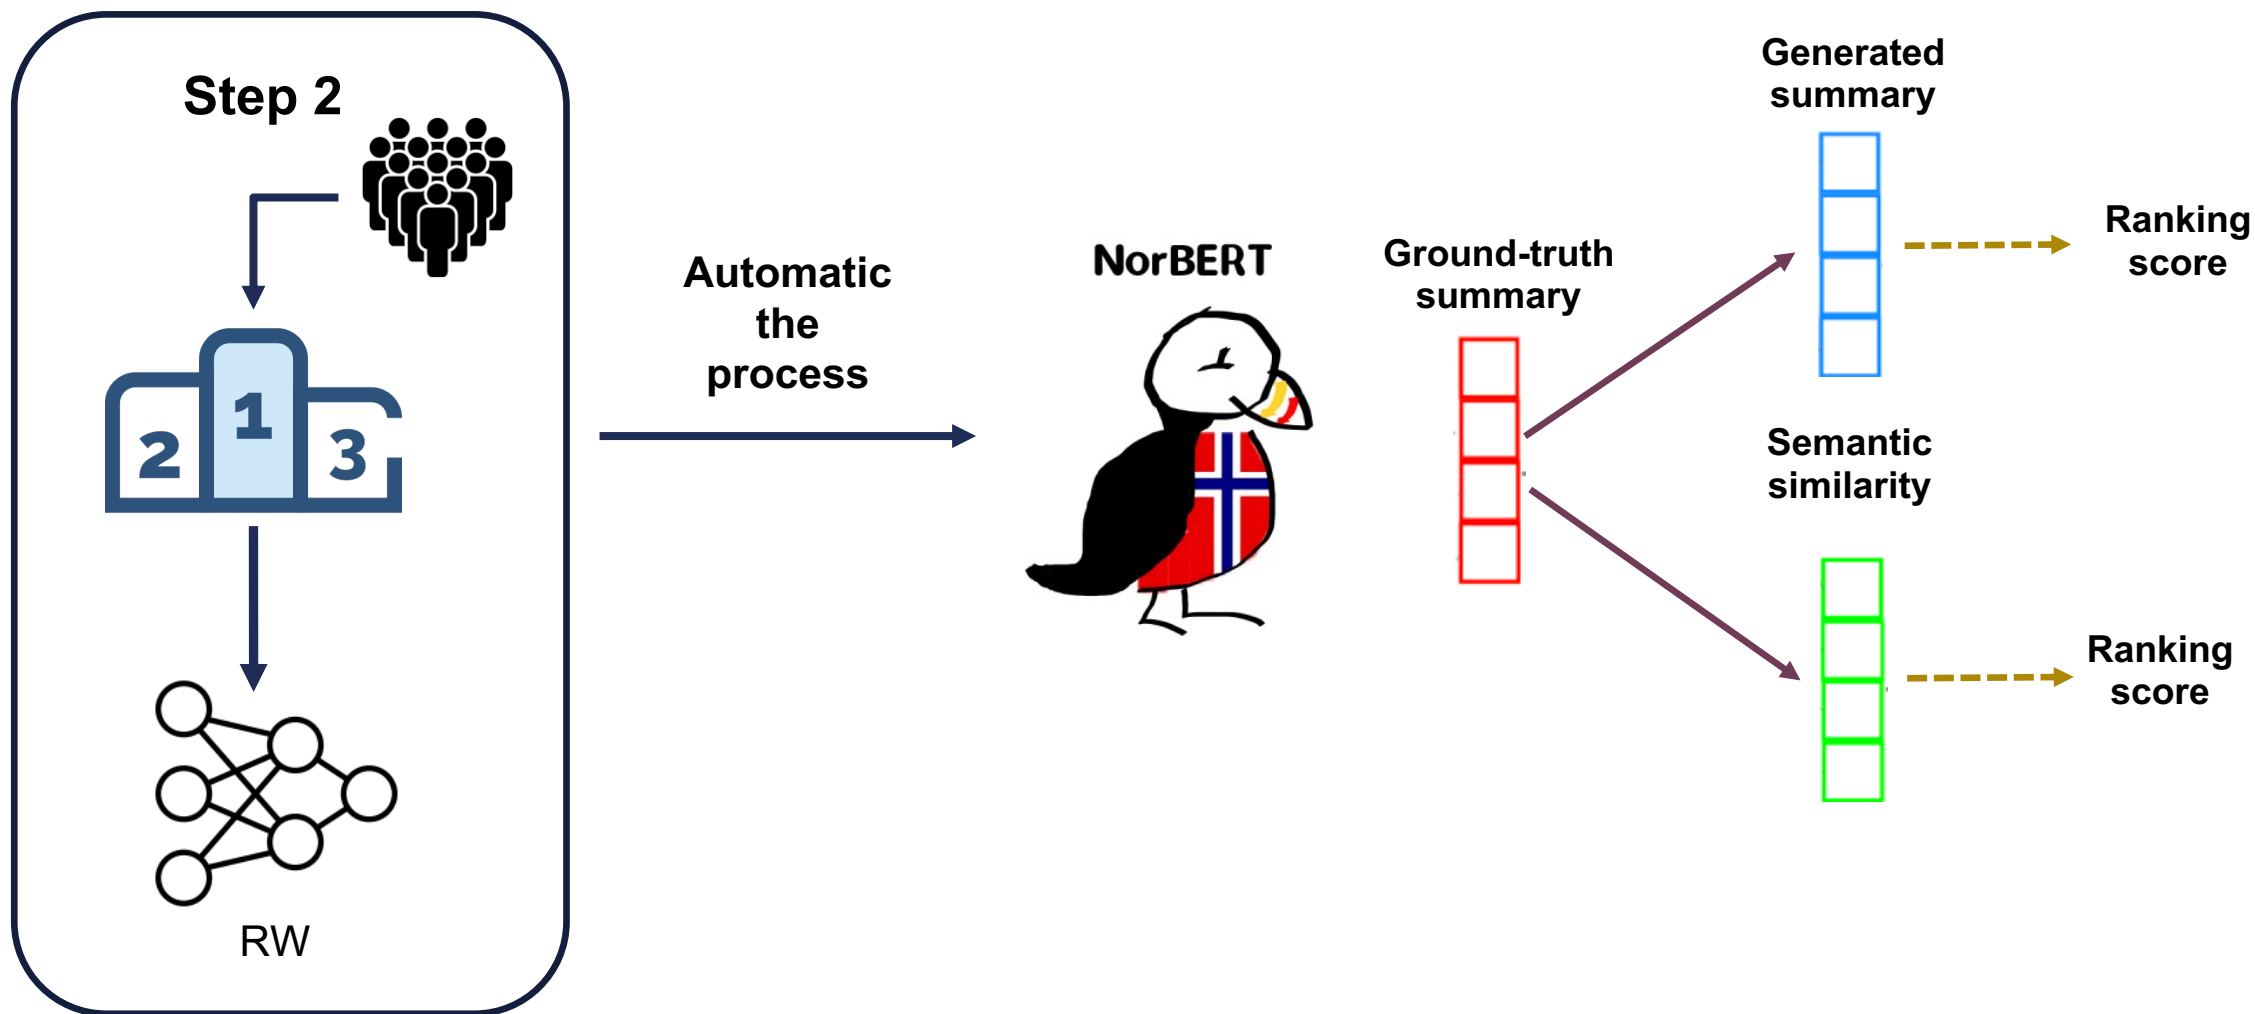 Step 2
2
1
3
RW
Automatic
the
process
NorBERT
Ground-truth
summary
Generated
summary
Ranking
score
Semantic
similarity
Ranking
score